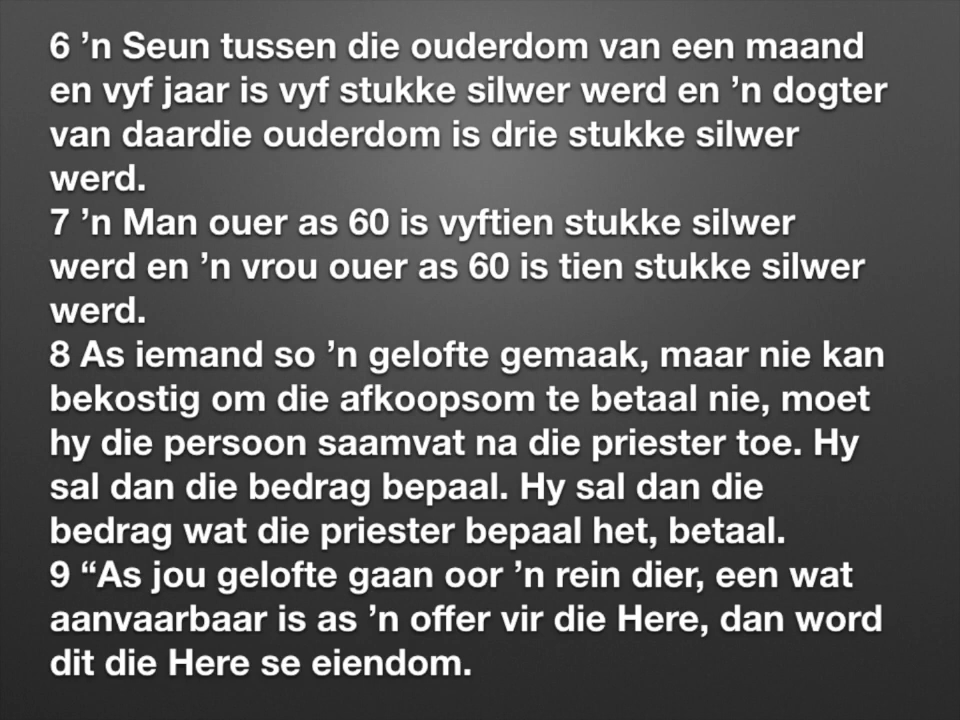 6 ’n Seun tussen die ouderdom van een maand
en vyf jaar is vyf stukke silwer werd en ’n dogter
van daardie ouderdom is drie stukke silwer
werd.
7 ’n Man ouer as 60 is vyftien stukke silwer
werd en ’n vrou ouer as 60 is tien stukke silwer
werd.
8 As iemand so ’n gelofte gemaak, maar nie kan
bekostig om die afkoopsom te betaal nie, moet
hy die persoon saamvat na die priester toe. Hy
sal dan die bedrag bepaal. Hy sal dan die
bedrag wat die priester bepaal het, betaal.
9 “As jou gelofte gaan oor ’n rein dier, een wat
aanvaarbaar is as ’n offer vir die Here, dan word
dit die Here se eiendom.